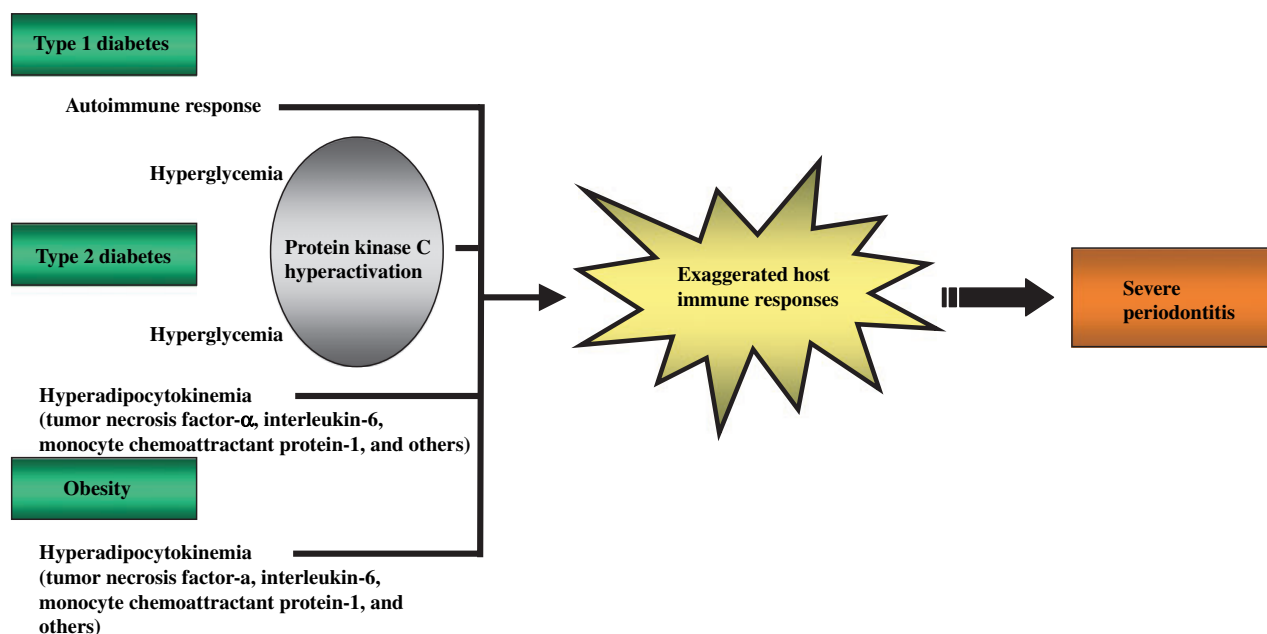 Type 1 diabetes
Autoimmune response
Hyperglycemia
Type 2 diabetes
Protein kinase C
hyperactivation
Hyperglycemia
Hyperadipocytokinemia
(tumor necrosis factor-α, interleukin-6,
monocyte chemoattractant protein-1, and others)
Obesity
Hyperadipocytokinemia
(tumor necrosis factor-a, interleukin-6,
monocyte chemoattractant protein-1, and
others)
Exaggerated host
immune responses
Severe
periodontitis